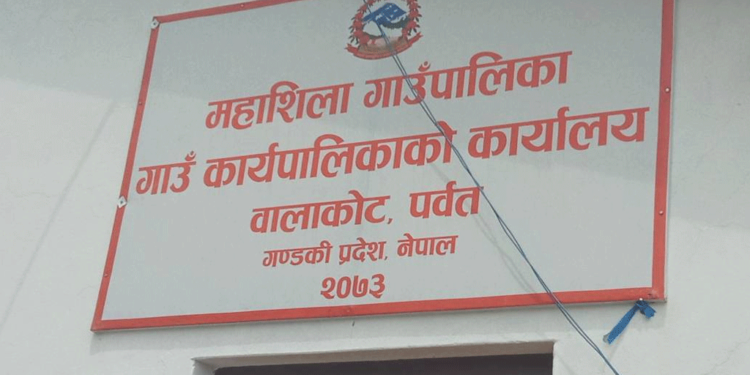 महाशिला गाउँपालिका
गाउँ कार्यपालिकाको कार्यालय
वालाकोट, पर्वत
गण्डकी प्रदेश, नेपाल
२०७३